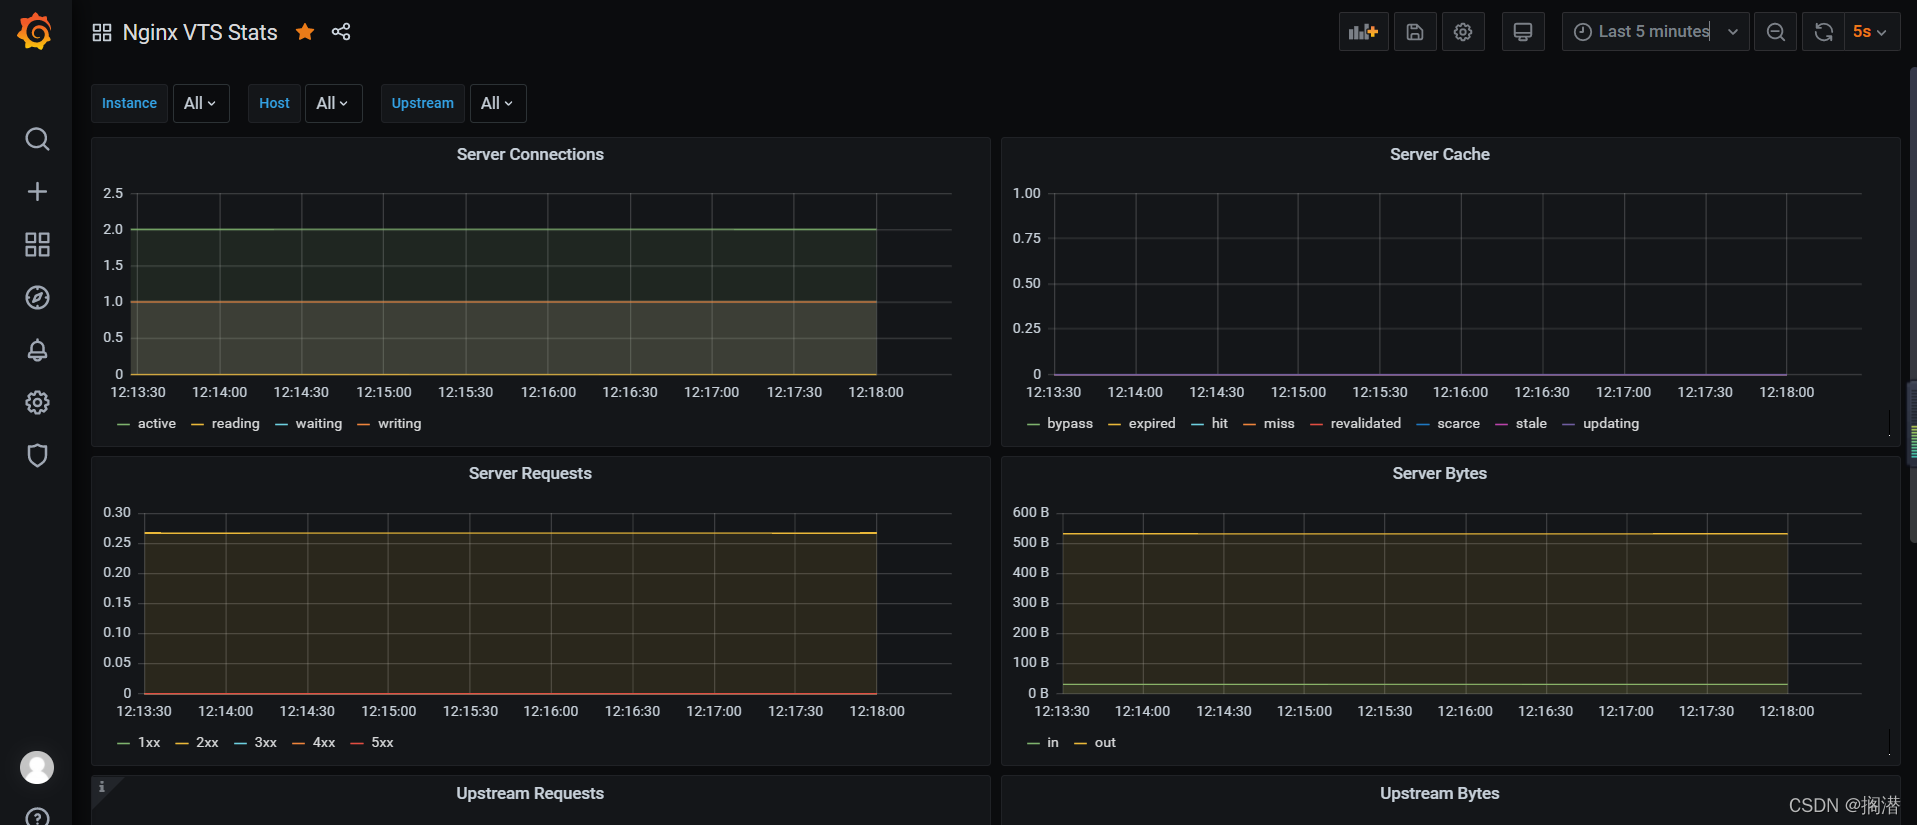 Nginx VTS Stats
Last 5 minutes
5s
Instance All Host All Upstream All
Server Connections
2.5
2.0
1.5
1.0
0.5
0
12:13:30 12:14:00 12:14:30 12:15:00 12:15:30 12:16:00 12:16:30 12:17:00 12:17:30 12:18:00
active reading waiting writing
Server Cache
1.00
0.75
0.50
0.25
0
12:13:30 12:14:00 12:14:30 12:15:00 12:15:30 12:16:00 12:16:30 12:17:00 12:17:30 12:18:00
bypass expired hit miss revalidated scarce stale updating
Server Requests
0.30
0.25
0.20
0.15
0.10
0.05
0
12:13:30 12:14:00 12:14:30 12:15:00 12:15:30 12:16:00 12:16:30 12:17:00 12:17:30 12:18:00
1xx 2xx 3xx 4xx 5xx
Server Bytes
600 B
500 B
400 B
300 B
200 B
100 B
0 B
12:13:30 12:14:00 12:14:30 12:15:00 12:15:30 12:16:00 12:16:30 12:17:00 12:17:30 12:18:00
in out
Upstream Requests
Upstream Bytes
CSDN @搁潜